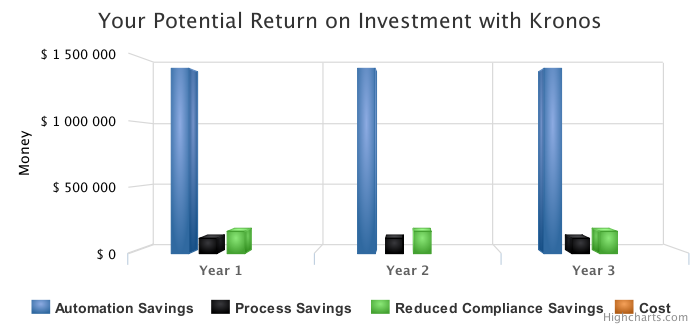 Your Potential Return on Investment with Kronos
$ 1 500 000
$ 1 000 000
$ 500 000
$ 0
Money
Year 1
Year 2
Year 3
Automation Savings
Process Savings
Reduced Compliance Savings
Cost
Highcharts.com